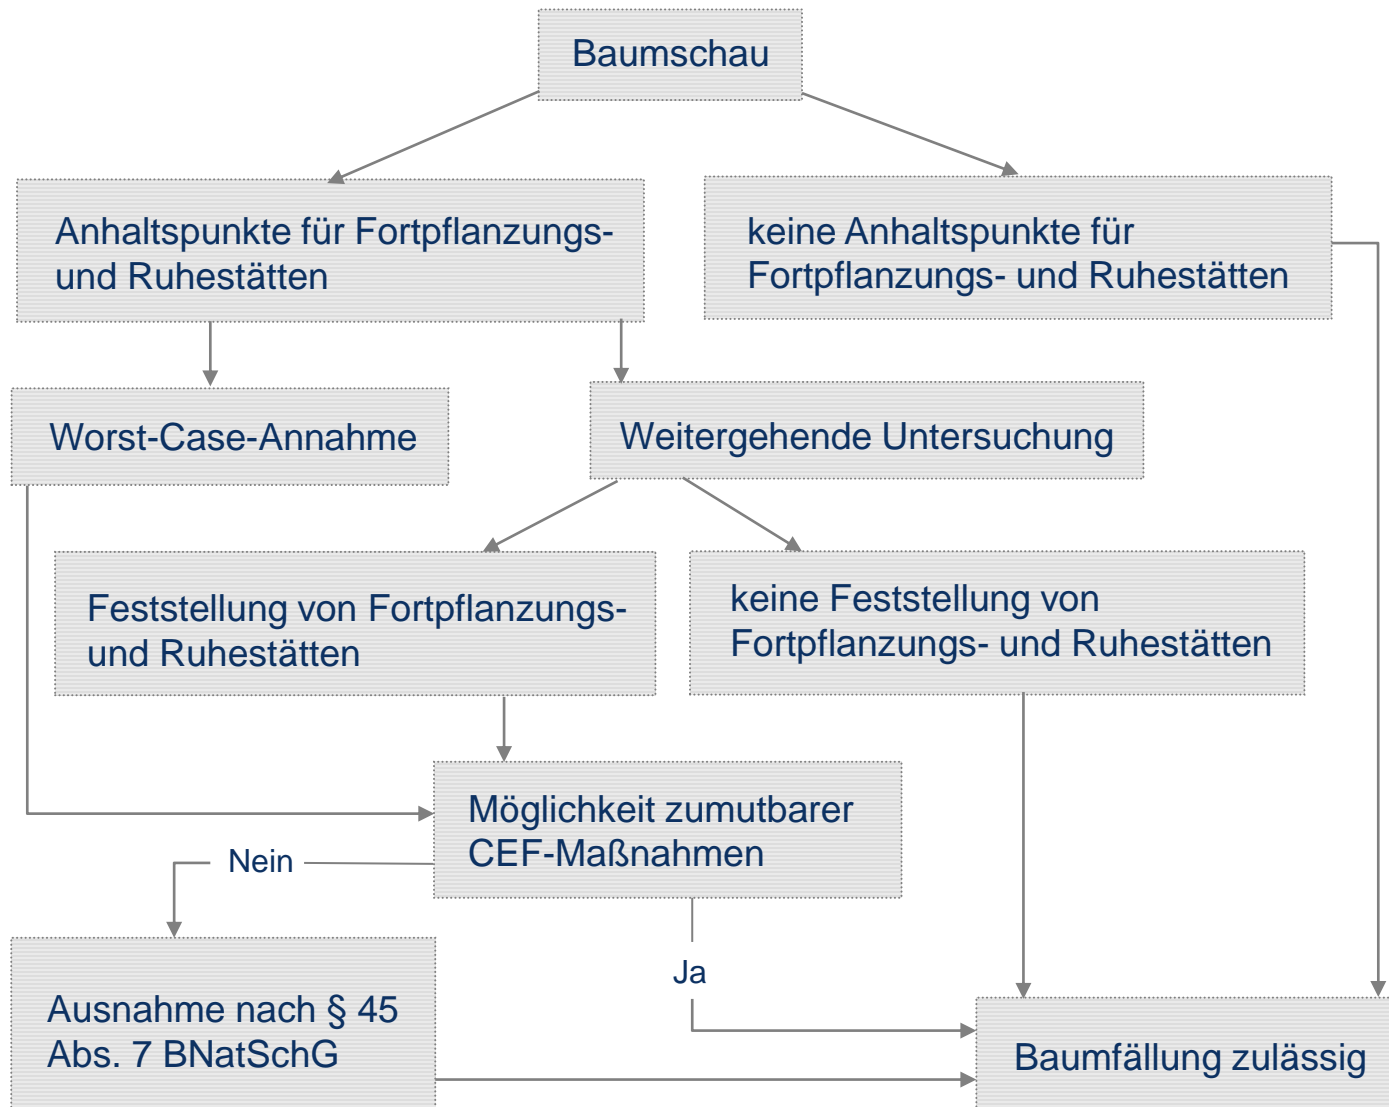 Baumschau
Anhaltspunkte für Fortpflanzungs-
und Ruhestätten
keine Anhaltspunkte für
Fortpflanzungs- und Ruhestätten
Worst-Case-Annahme
Weitergehende Untersuchung
Feststellung von Fortpflanzungs-
und Ruhestätten
keine Feststellung von
Fortpflanzungs- und Ruhestätten
Möglichkeit zumutbarer
CEF-Maßnahmen
Nein
Ja
Ausnahme nach § 45
Abs. 7 BNatSchG
Baumfällung zulässig